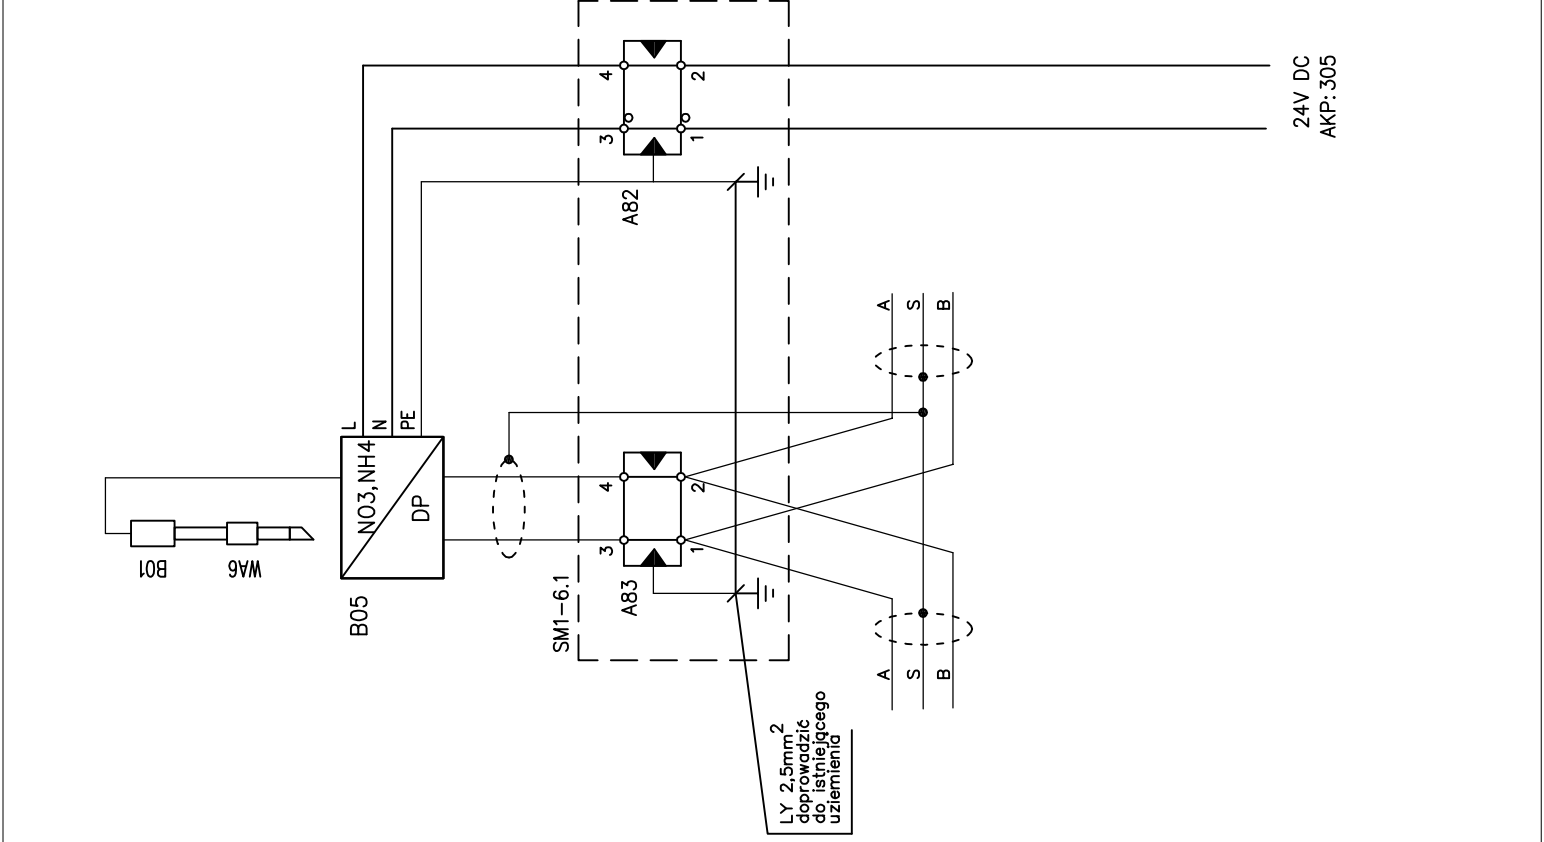 B01
WA6
B05
NO3,NH4
DP
L
N
PE
SM1-6.1
A83
3
4
1
2
A82
3
4
1
2
A
S
B
A
S
B
LY 2,5mm²
doprowadzić
do istniejącego
uziemienia
24V DC
AKP:305